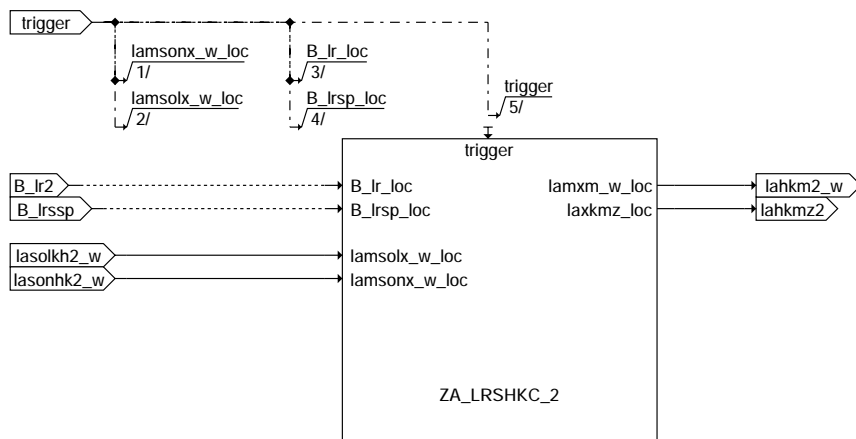 trigger
lamsonx_w_loc
1/
B_lr_loc
3/
lamsolx_w_loc
2/
B_lrsp_loc
4/
trigger
5/
trigger
B_lr2
B_lr_loc
lamxm_w_loc
lahkm2_w
B_lrssp
B_lrsp_loc
laxkmz_loc
lahkmz2
lasolkh2_w
lamsolx_w_loc
lasonhk2_w
lamsonx_w_loc
ZA_LRSHKC_2